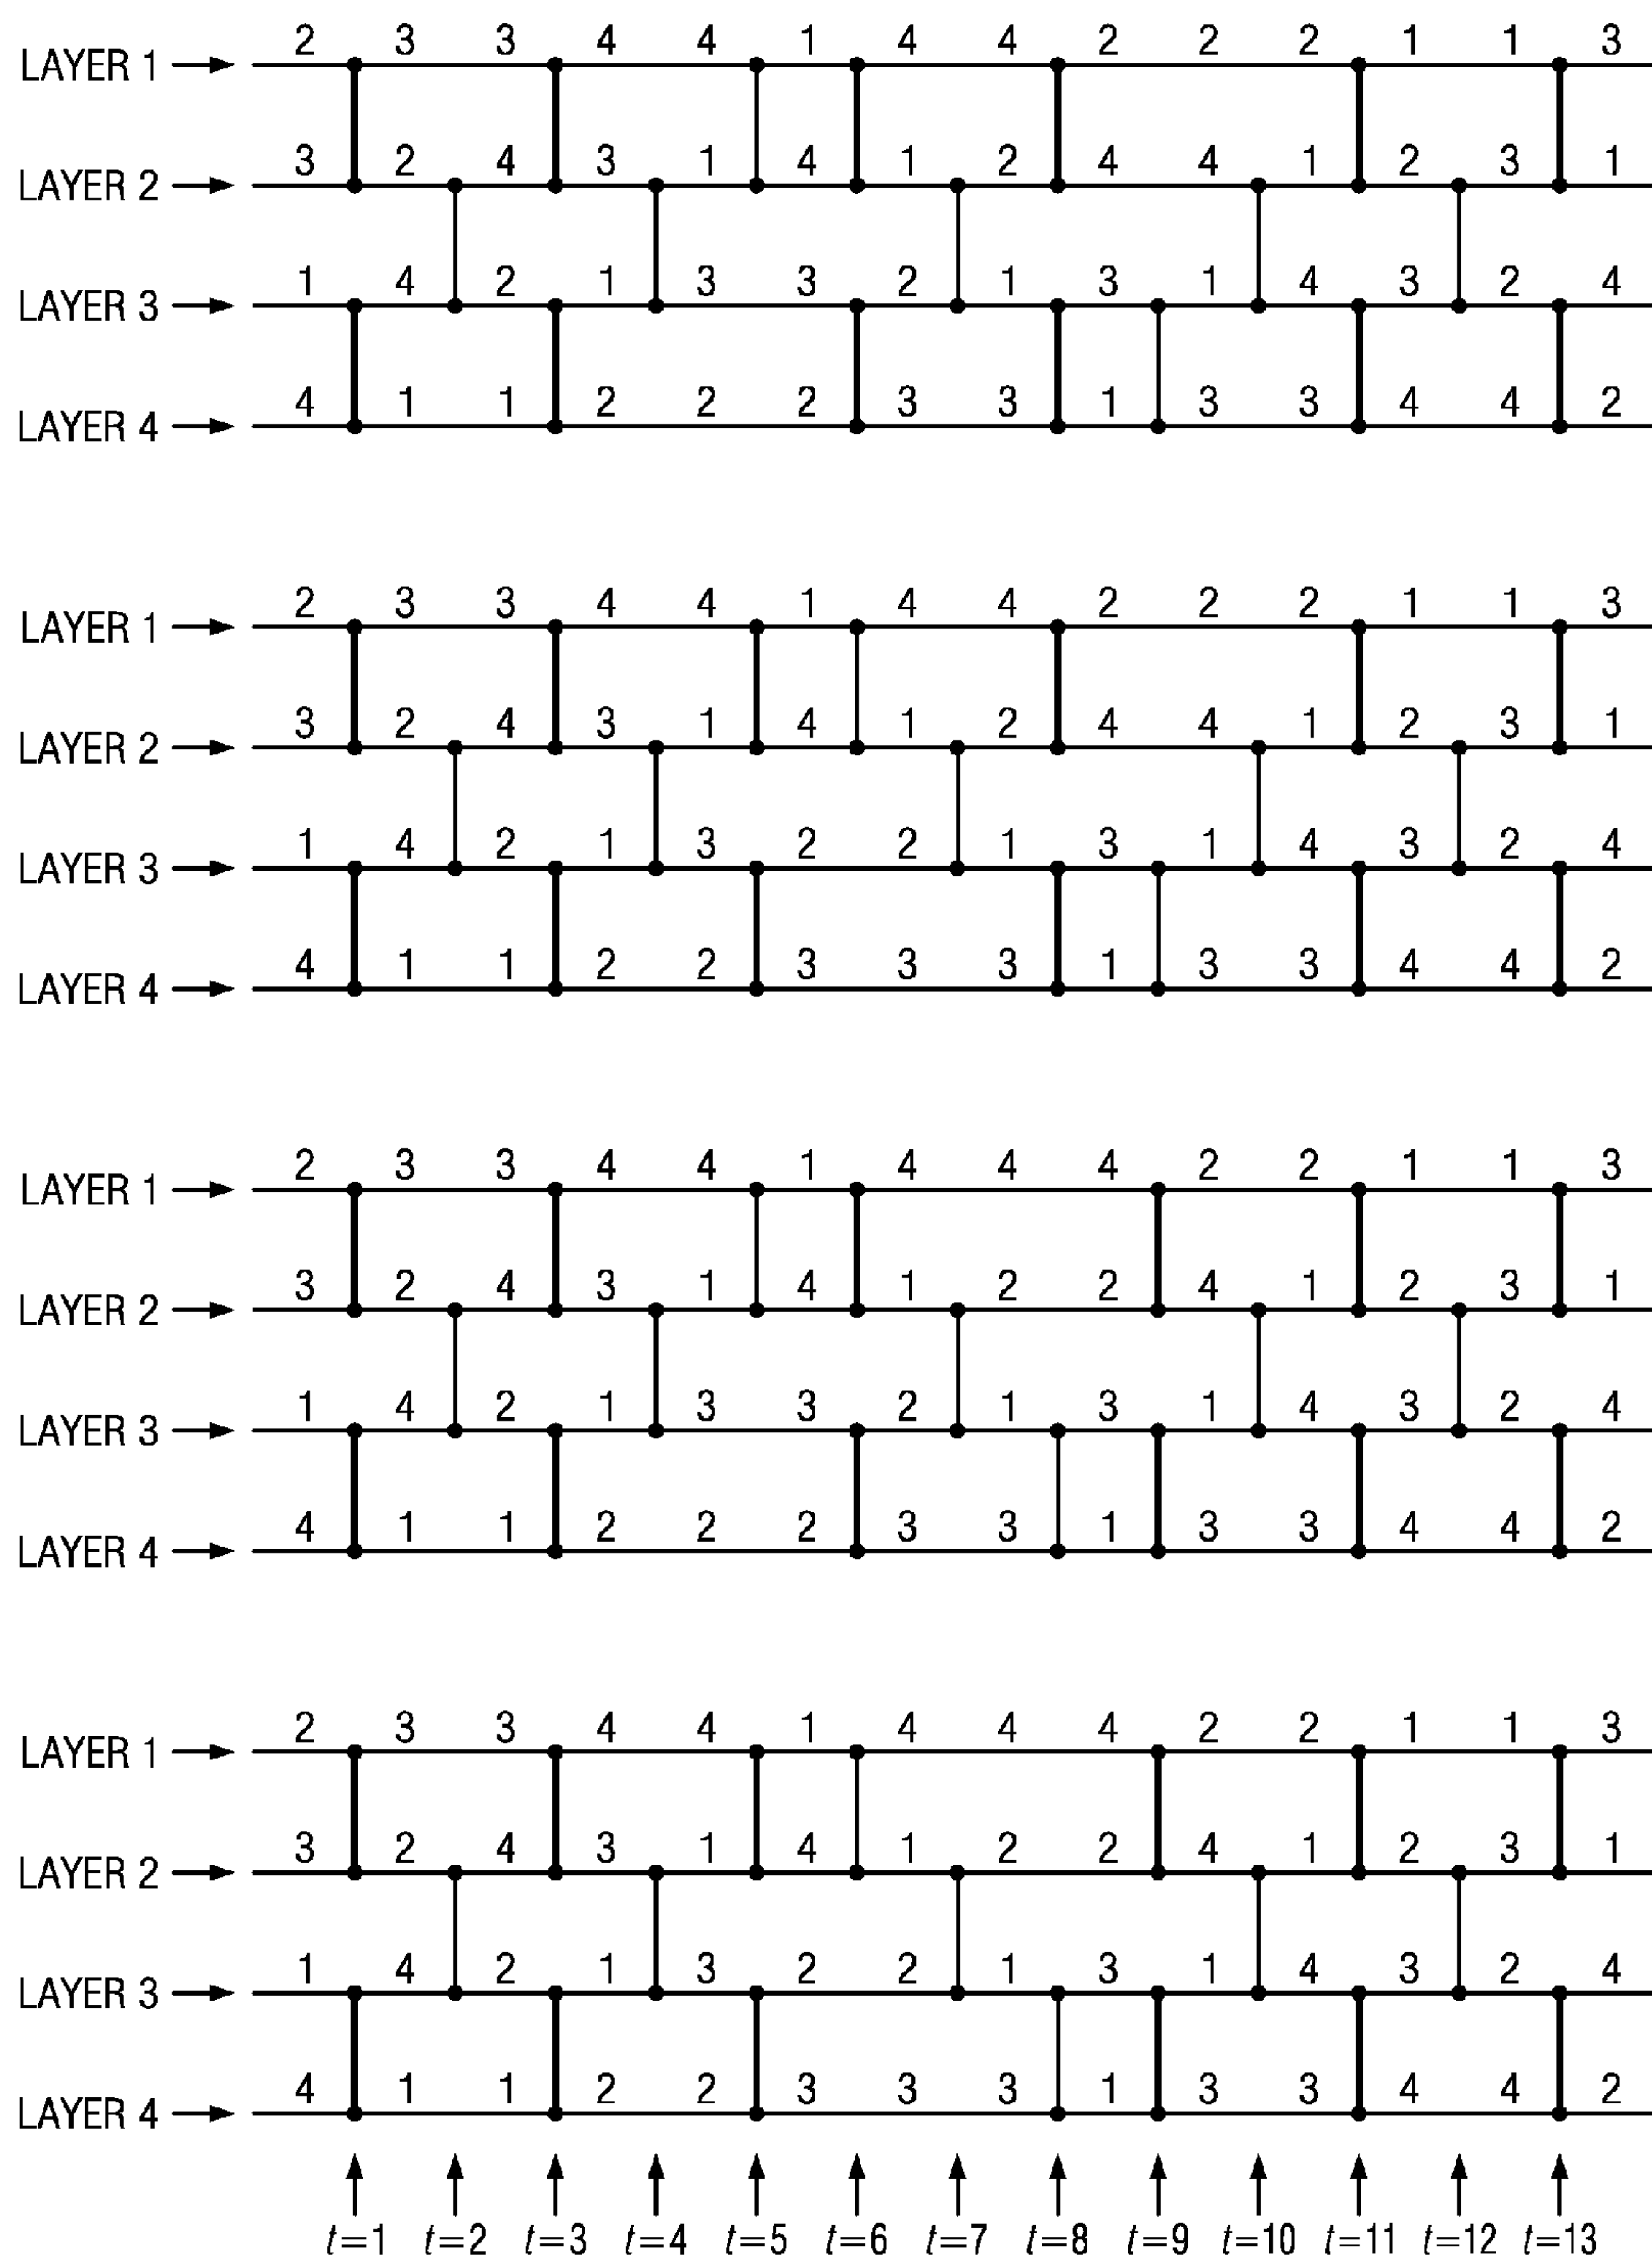 2 3 3 4 4 1 4 4 2 2 2 1 1 3
LAYER 1
3 2 4 3 1 4 1 2 4 4 1 2 3 1
LAYER 2
1 4 2 1 3 3 2 1 3 1 4 3 2 4
LAYER 3
4 1 1 2 2 2 3 3 1 3 3 4 4 2
LAYER 4
2 3 3 4 4 1 4 4 2 2 2 1 1 3
LAYER 1
3 2 4 3 1 4 1 2 4 4 1 2 3 1
LAYER 2
1 4 2 1 3 2 2 1 3 1 4 3 2 4
LAYER 3
4 1 1 2 2 3 3 3 1 3 3 4 4 2
LAYER 4
2 3 3 4 4 1 4 4 4 2 2 1 1 3
LAYER 1
3 2 4 3 1 4 1 2 2 4 1 2 3 1
LAYER 2
1 4 2 1 3 3 2 1 3 1 4 3 2 4
LAYER 3
4 1 1 2 2 2 3 3 1 3 3 4 4 2
LAYER 4
2 3 3 4 4 1 4 4 4 2 2 1 1 3
LAYER 1
3 2 4 3 1 4 1 2 2 4 1 2 3 1
LAYER 2
1 4 2 1 3 2 2 1 3 1 4 3 2 4
LAYER 3
4 1 1 2 2 3 3 3 1 3 3 4 4 2
LAYER 4
t=1 t=2 t=3 t=4 t=5 t=6 t=7 t=8 t=9 t=10 t=11 t=12 t=13